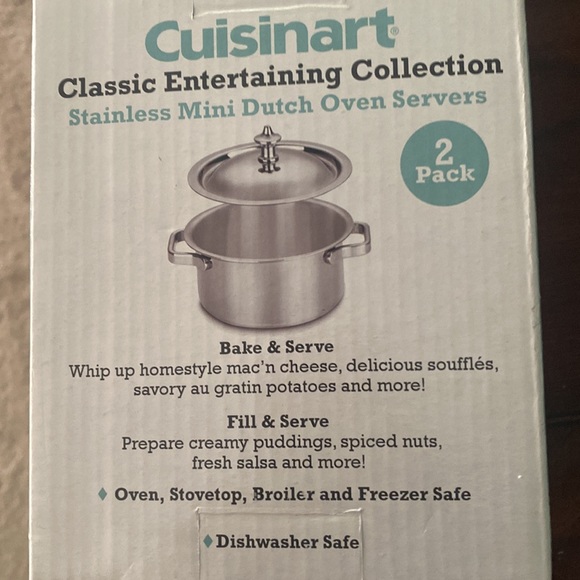 Cuisinart®
Classic Entertaining Collection
Stainless Mini Dutch Oven Servers
2
Pack
Bake & Serve
Whip up homestyle mac'n cheese, delicious soufflés,
savory au gratin potatoes and more!
Fill & Serve
Prepare creamy puddings, spiced nuts,
fresh salsa and more!
♦ Oven, Stovetop, Broiler and Freezer Safe
♦ Dishwasher Safe